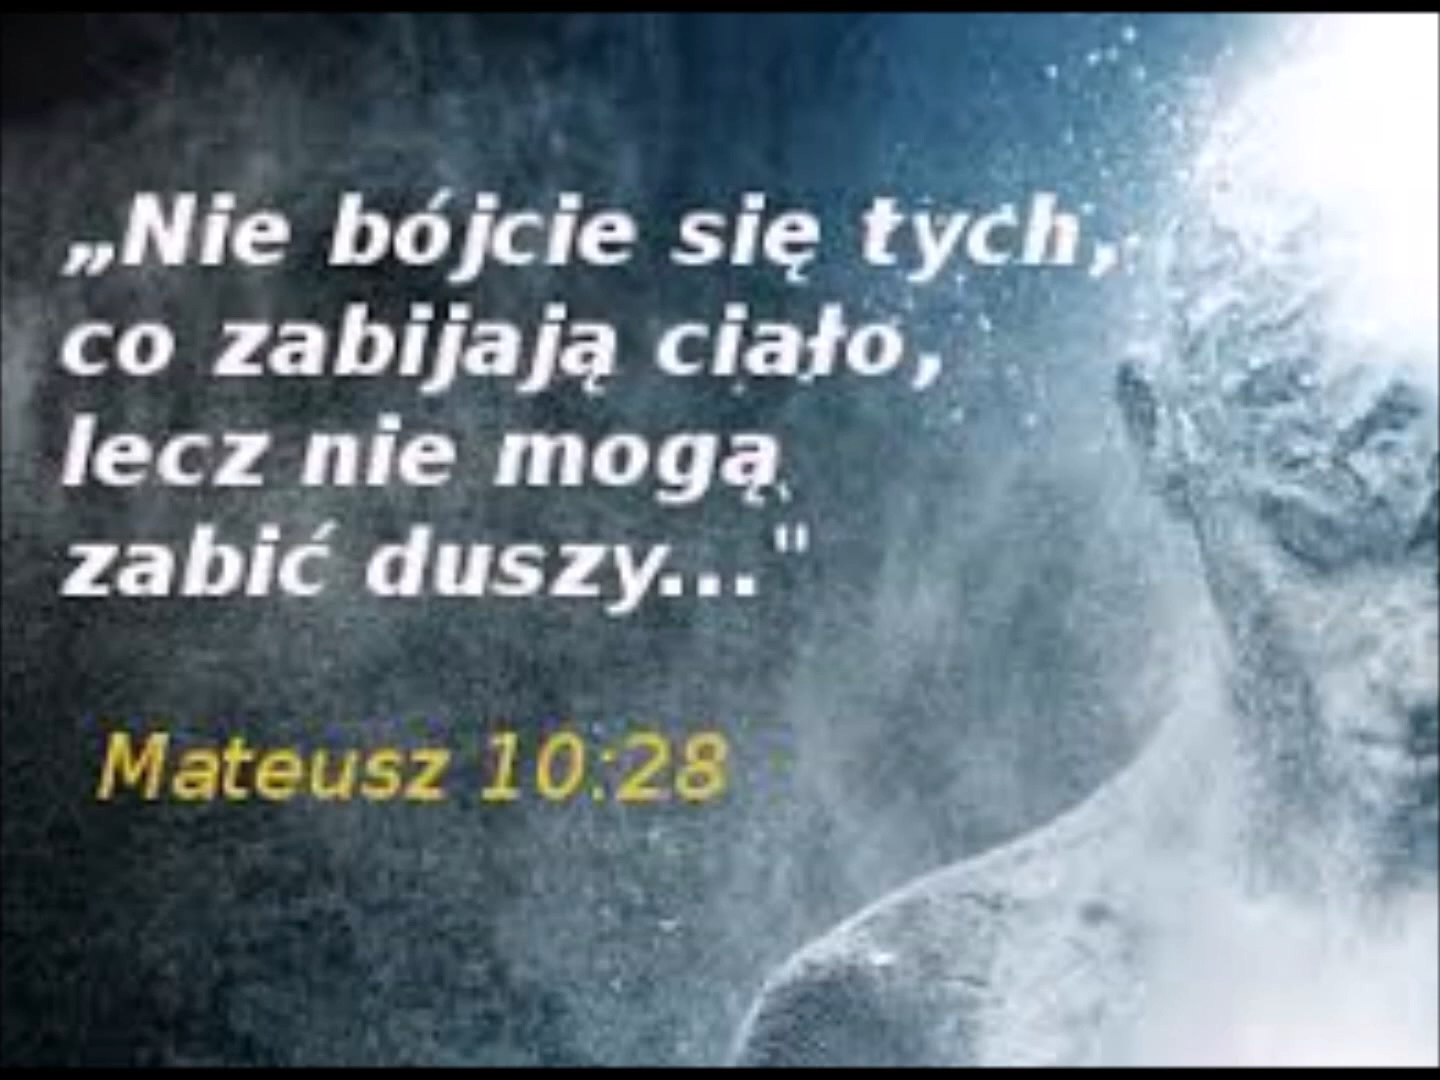 „Nie bójcie się tych,
co zabijają ciało,
lecz nie mogą
zabić duszy..."
Mateusz 10:28